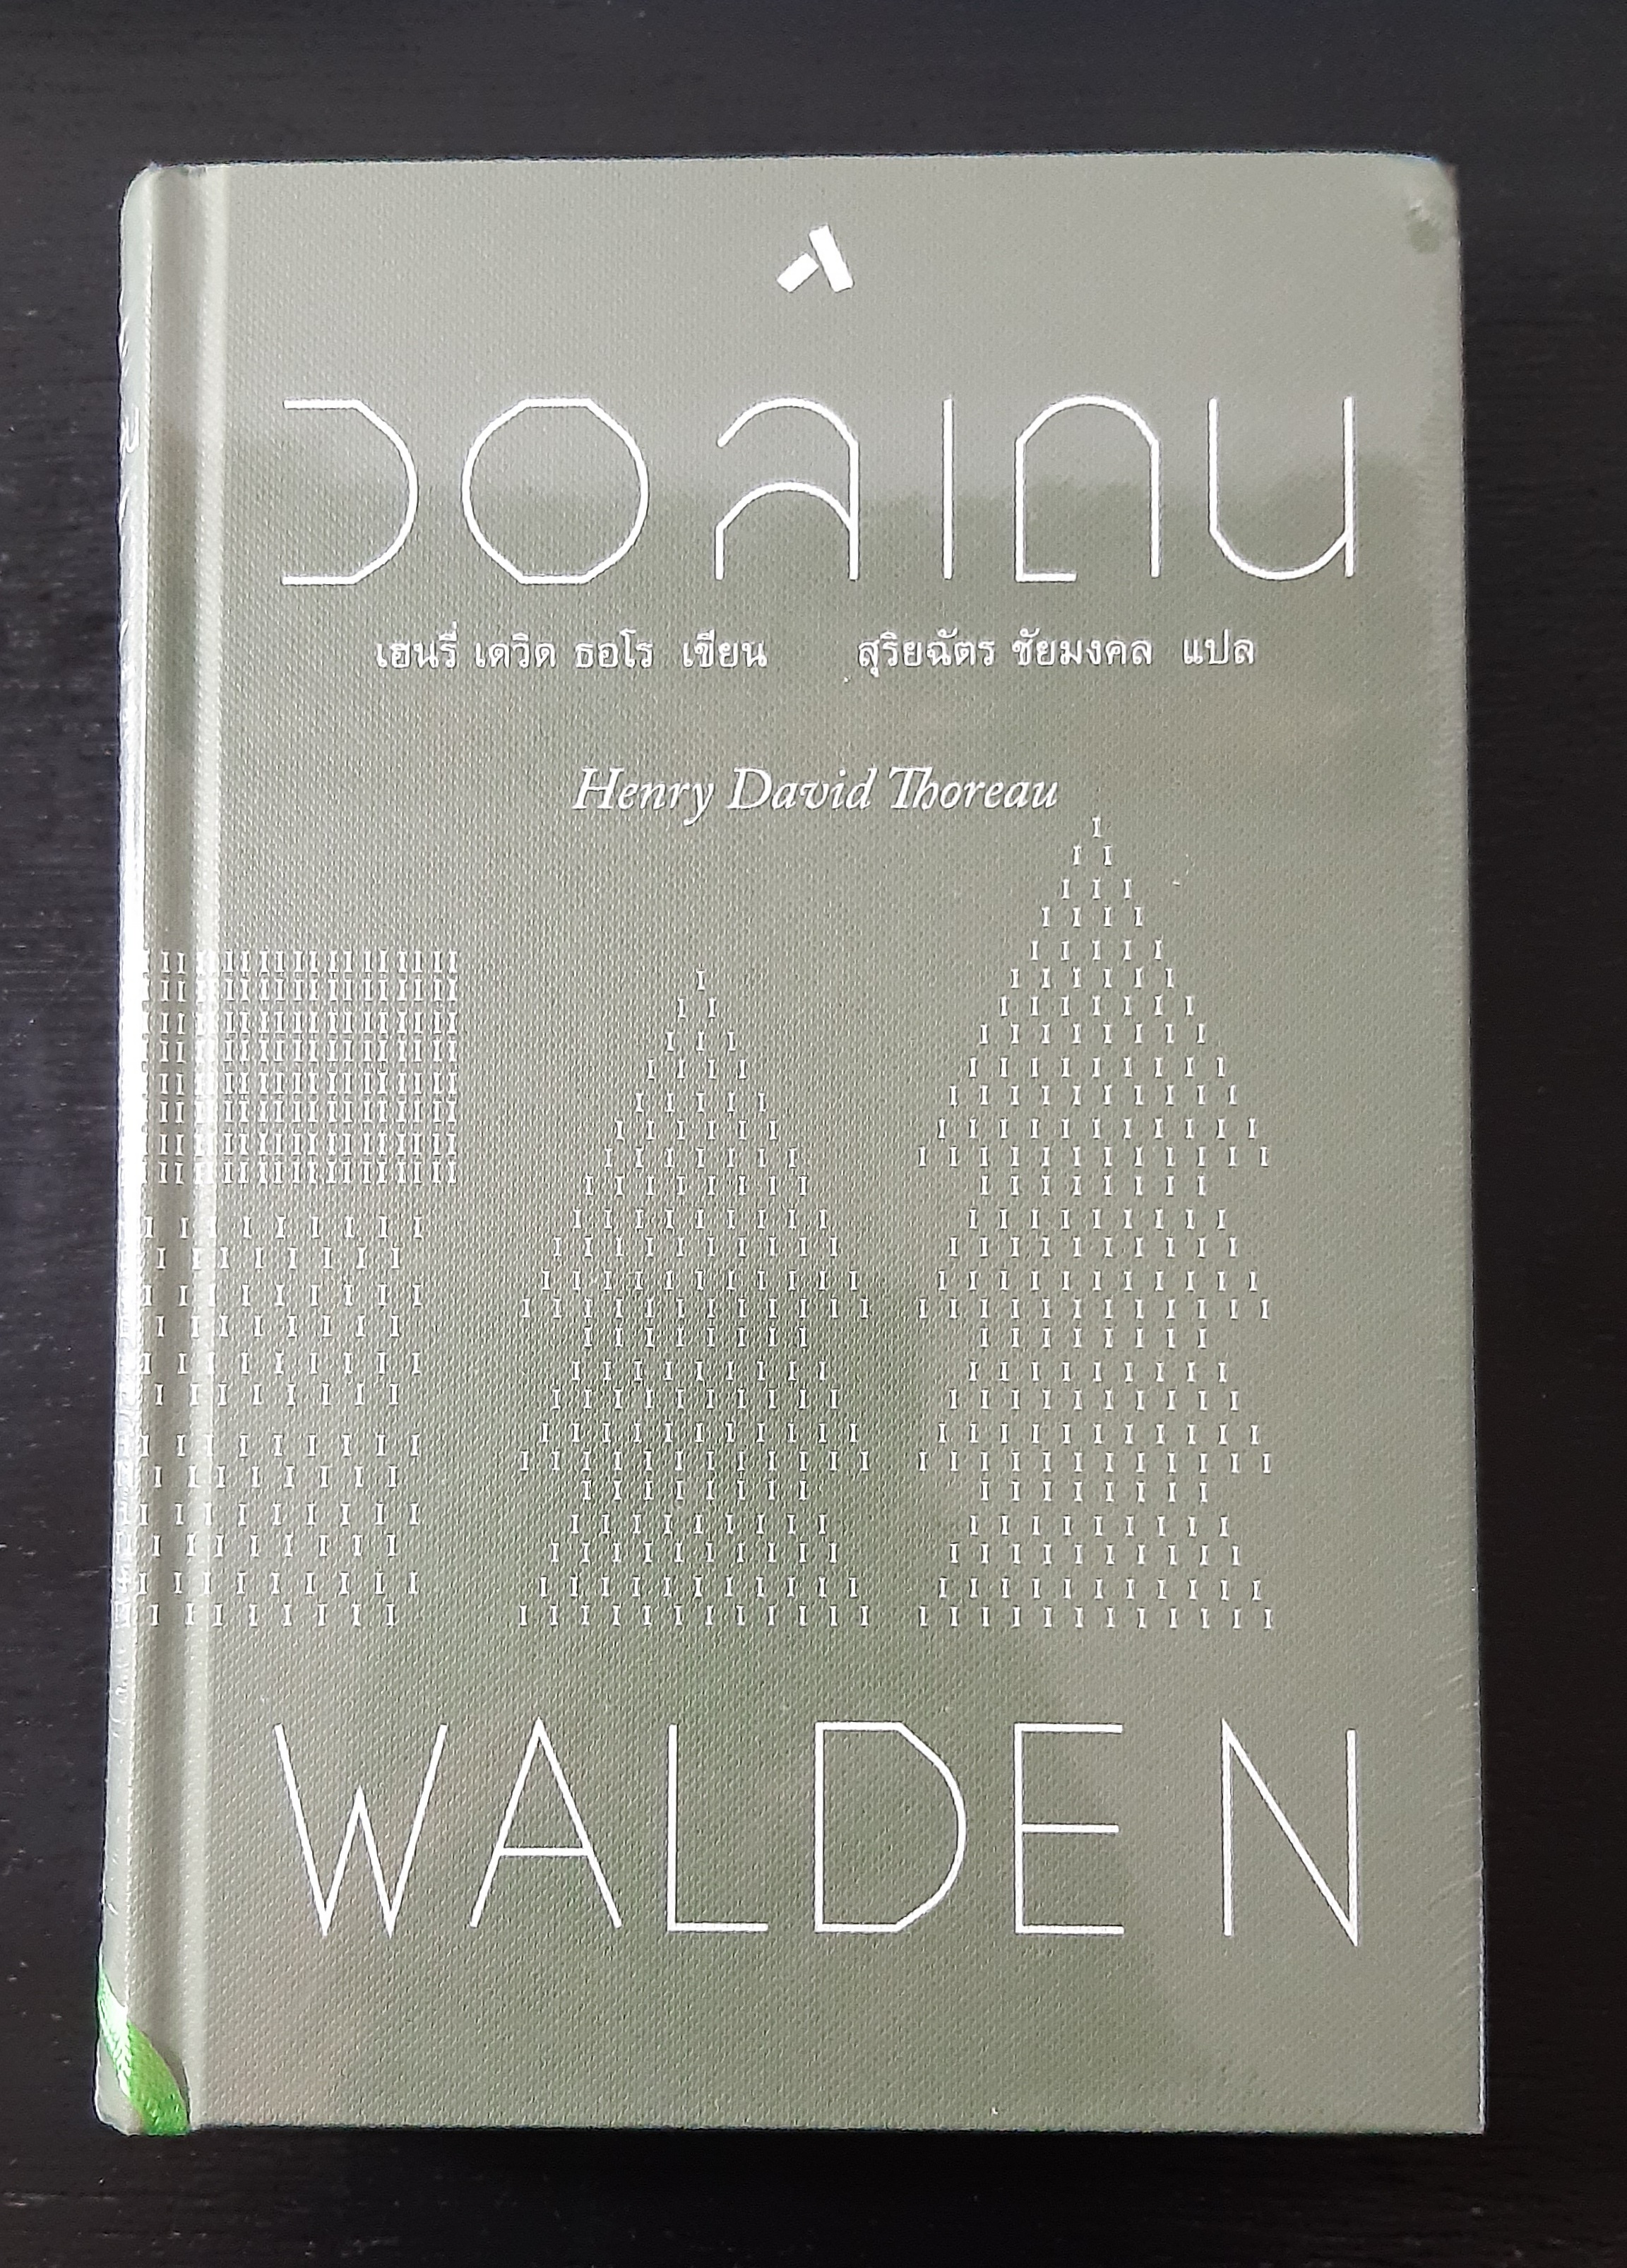 วอล์เดน
เฮนรี่ เดวิด ธอโร เขียน สุริยฉัตร ชัยมงคล แปล
Henry David Thoreau
WALDEN